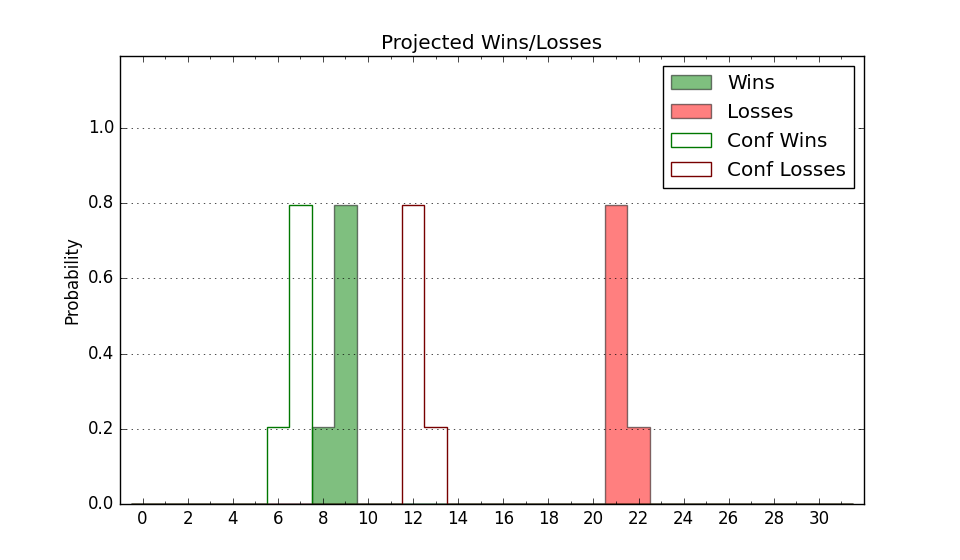 Projected Wins/Losses
Wins
Losses
Conf Wins
Conf Losses
Probability
1.0
0.8
0.6
0.4
0.2
0.0
0 2 4 6 8 10 12 14 16 18 20 22 24 26 28 30